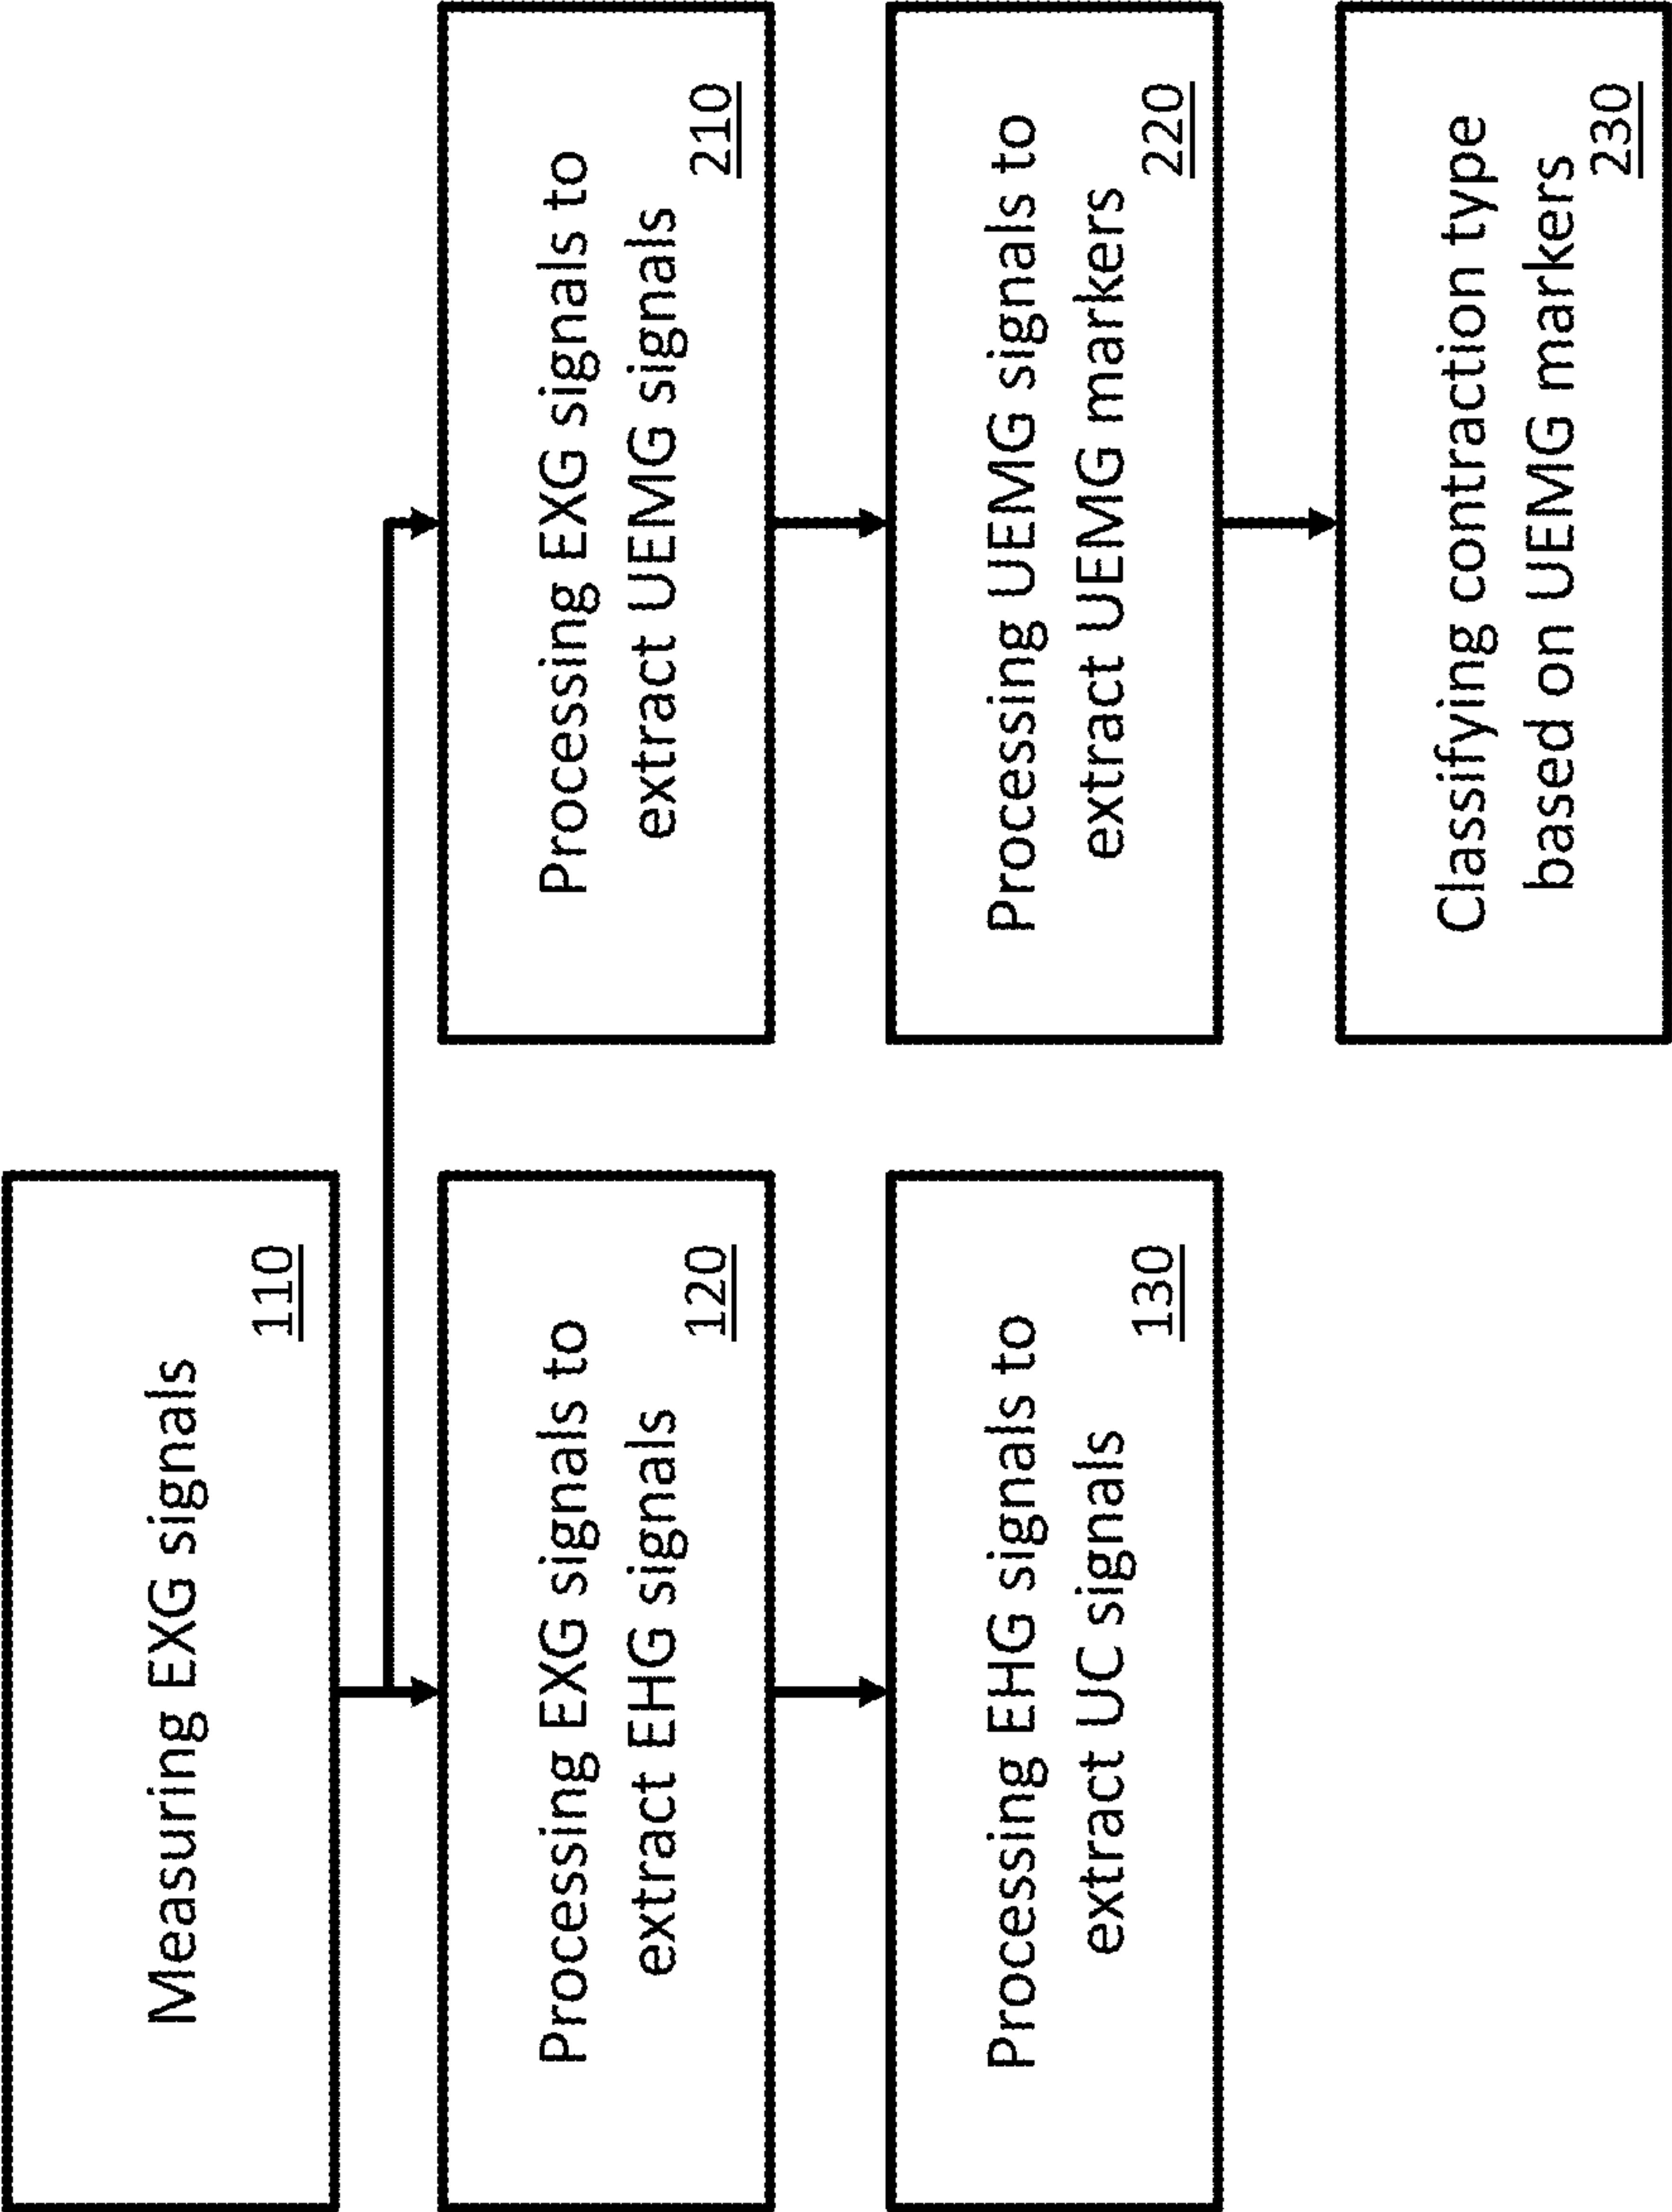 Measuring EXG signals
110
Processing EXG signals to
extract EHG signals
120
Processing EHG signals to
extract UC signals
130
Processing EXG signals to
extract UEMG signals
210
Processing UEMG signals to
extract UEMG markers
220
Classifying contraction type
based on UEMG markers
230